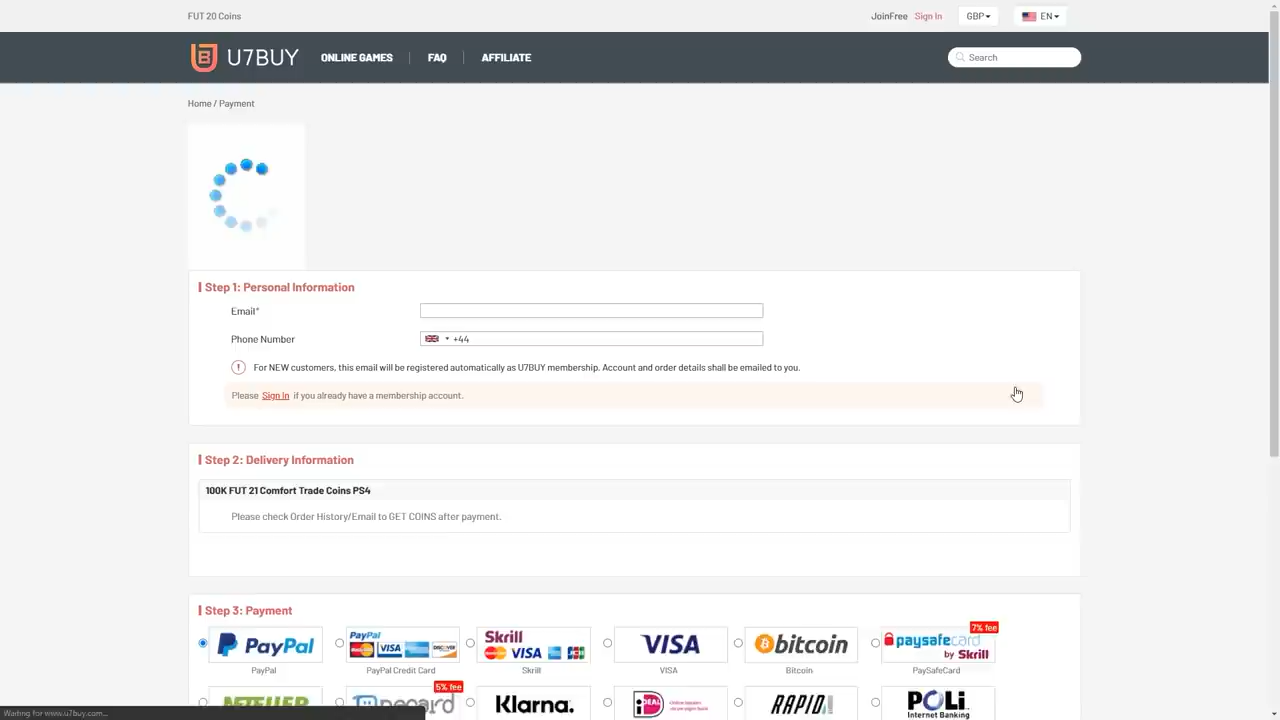 FUT 20 Coins
JoinFree Sign In GBP EN
U7BUY ONLINE GAMES FAQ AFFILIATE Search
Home / Payment
Step 1: Personal Information
Email*
Phone Number +44
For NEW customers, this email will be registered automatically as U7BUY membership. Account and order details shall be emailed to you.
Please Sign in if you already have a membership account.
Step 2: Delivery Information
100K FUT 21 Comfort Trade Coins PS4
Please check Order History/Email to GET COINS after payment.
Step 3: Payment
7% fee
PayPal PayPal VISA DISCOVER Skrill VISA VISA bitcoin paysafecard by Skrill
PayPal PayPal Credit Card Skrill VISA Bitcoin PaySafeCard
5% fee
NETELLER Klarna. iDEAL RAPID! POLi Internet Banking
Waiting for www.u7buy.com...